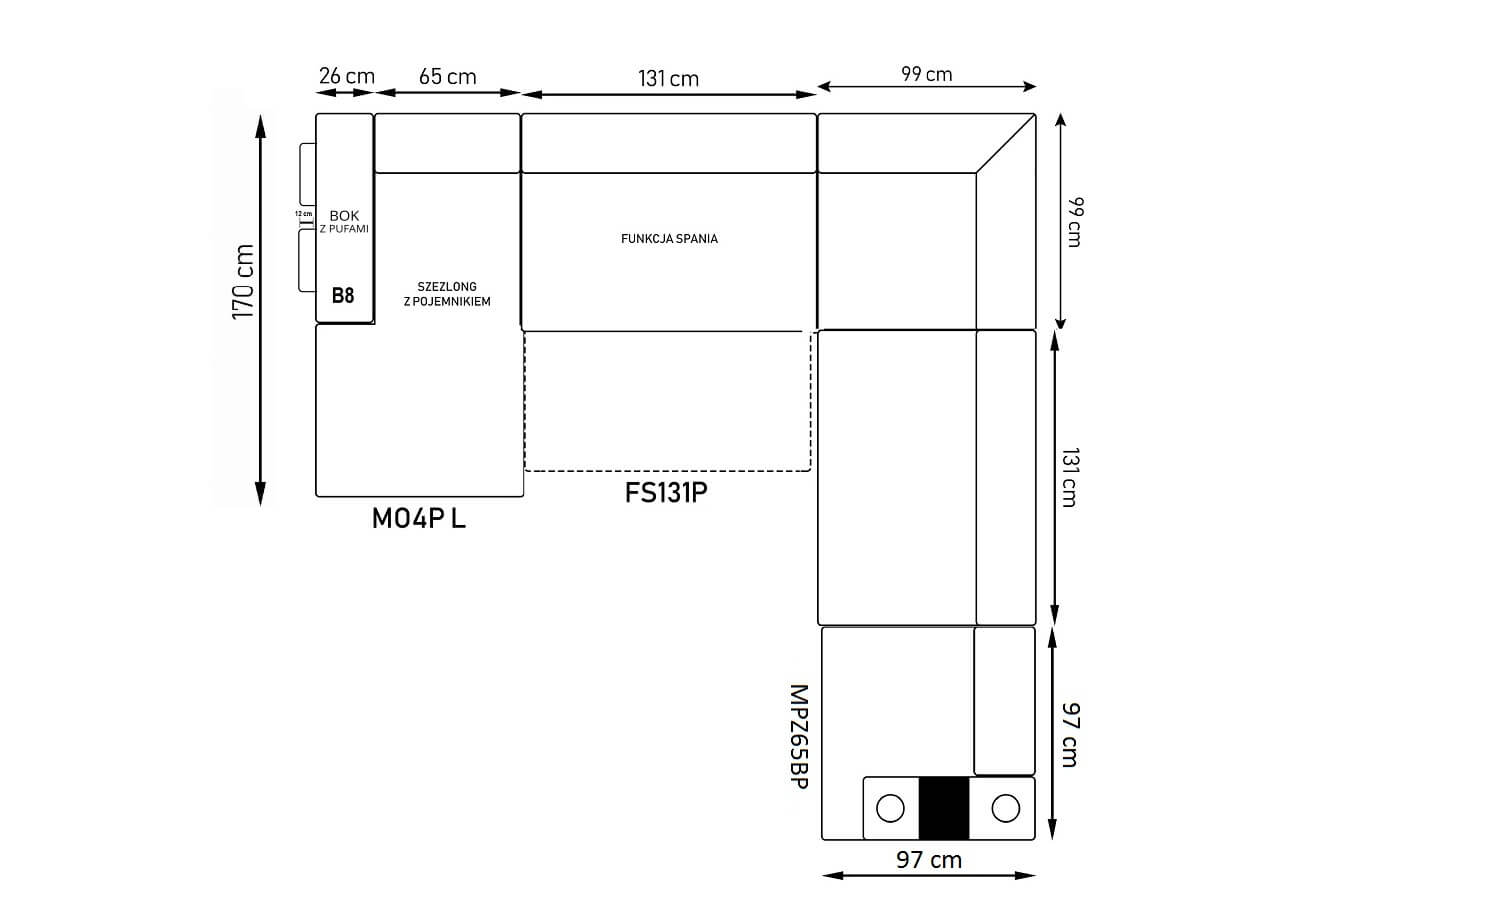 26 cm
65 cm
131 cm
99 cm
99 cm
170 cm
12 cm
BOK
Z PUFAMI
B8
SZEZLONG
Z POJEMNIKIEM
FUNKCJA SPANIA
M04P L
FS131P
131 cm
MPZ65BP
97 cm
97 cm